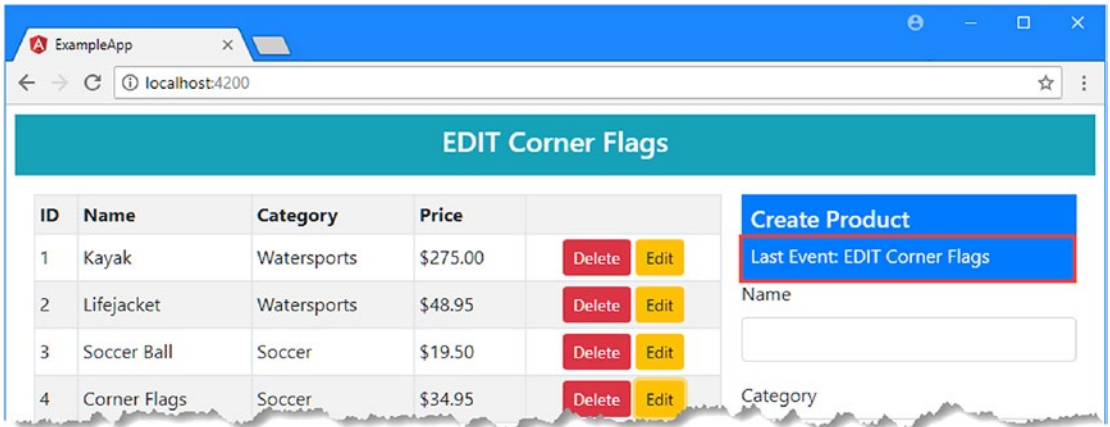 ExampleApp
localhost:4200
EDIT Corner Flags
ID Name Category Price
1 Kayak Watersports $275.00 Delete Edit
2 Lifejacket Watersports $48.95 Delete Edit
3 Soccer Ball Soccer $19.50 Delete Edit
4 Corner Flags Soccer $34.95 Delete Edit
Create Product
Last Event: EDIT Corner Flags
Name
Category